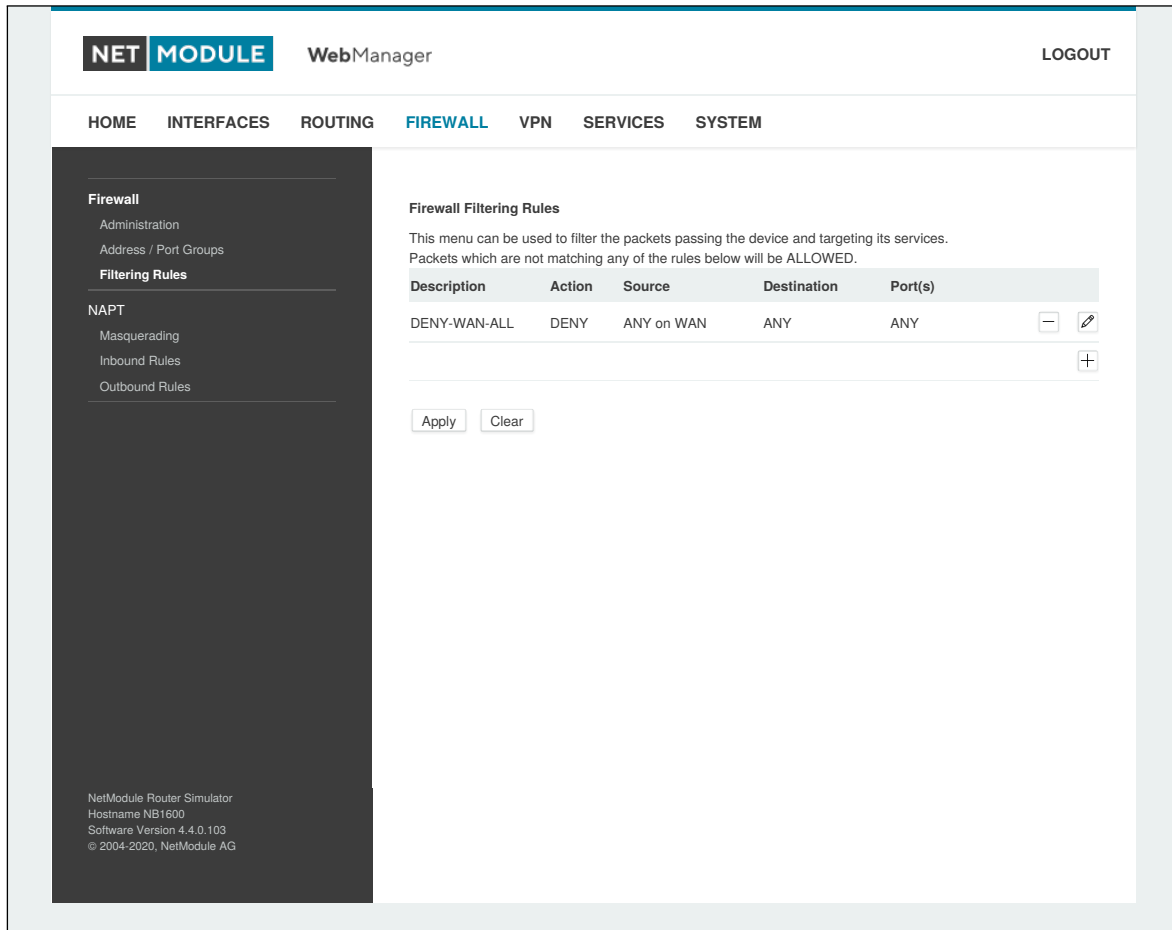 NET MODULE WebManager LOGOUT
HOME INTERFACES ROUTING FIREWALL VPN SERVICES SYSTEM
Firewall
Administration
Address / Port Groups
Filtering Rules
NAPT
Masquerading
Inbound Rules
Outbound Rules
Firewall Filtering Rules
This menu can be used to filter the packets passing the device and targeting its services.
Packets which are not matching any of the rules below will be ALLOWED.
Description Action Source Destination Port(s)
DENY-WAN-ALL DENY ANY on WAN ANY ANY
Apply Clear
NetModule Router Simulator
Hostname NB1600
Software Version 4.4.0.103
© 2004-2020, NetModule AG